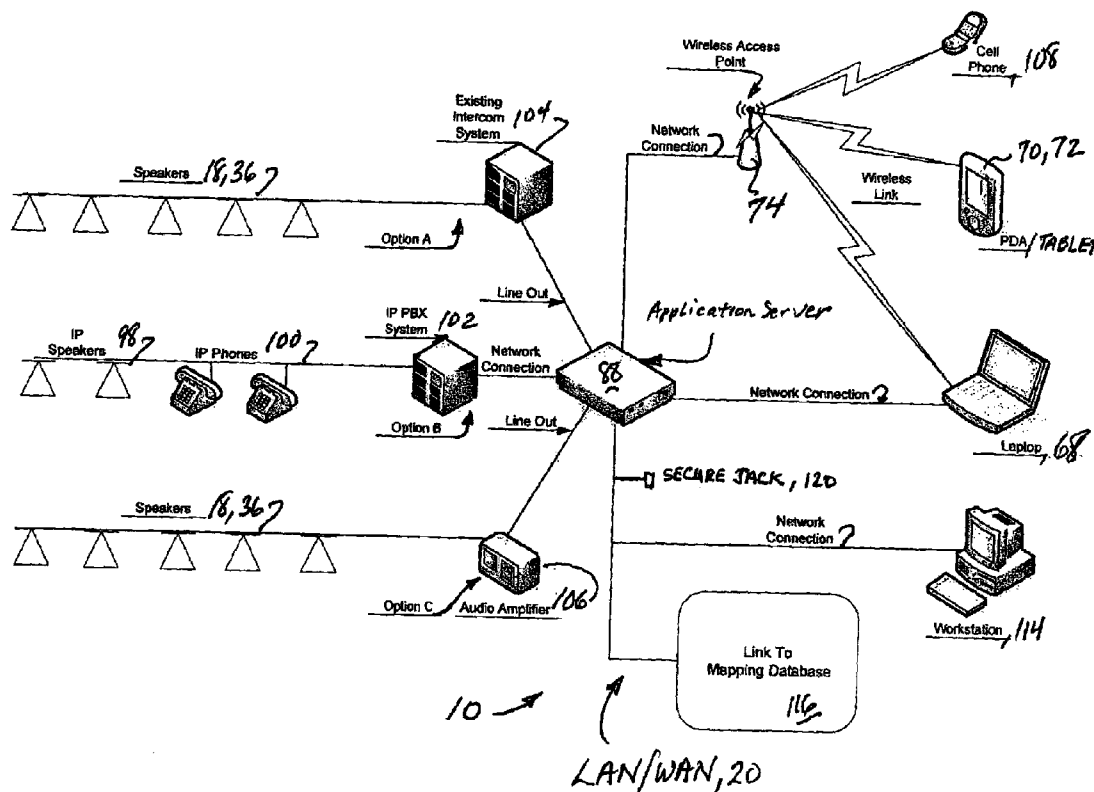 Wireless Access
Point
Cell
Phone, 108
Existing
Intercom
System
104
Network
Connection
70, 72
Speakers 18,36
74
Wireless
Link
PDA/TABLET
Option A
Line Out
Application Server
IP PBX
System 102
IP
Speakers 98
IP Phones 100
Network
Connection
88
Network Connection
Option B
Line Out
Laptop, 68
SECURE JACK, 120
Speakers 18,36
Network
Connection
Option C
Audio Amplifier 106
Workstation, 114
Link To
Mapping Database
116
10
LAN/WAN, 20